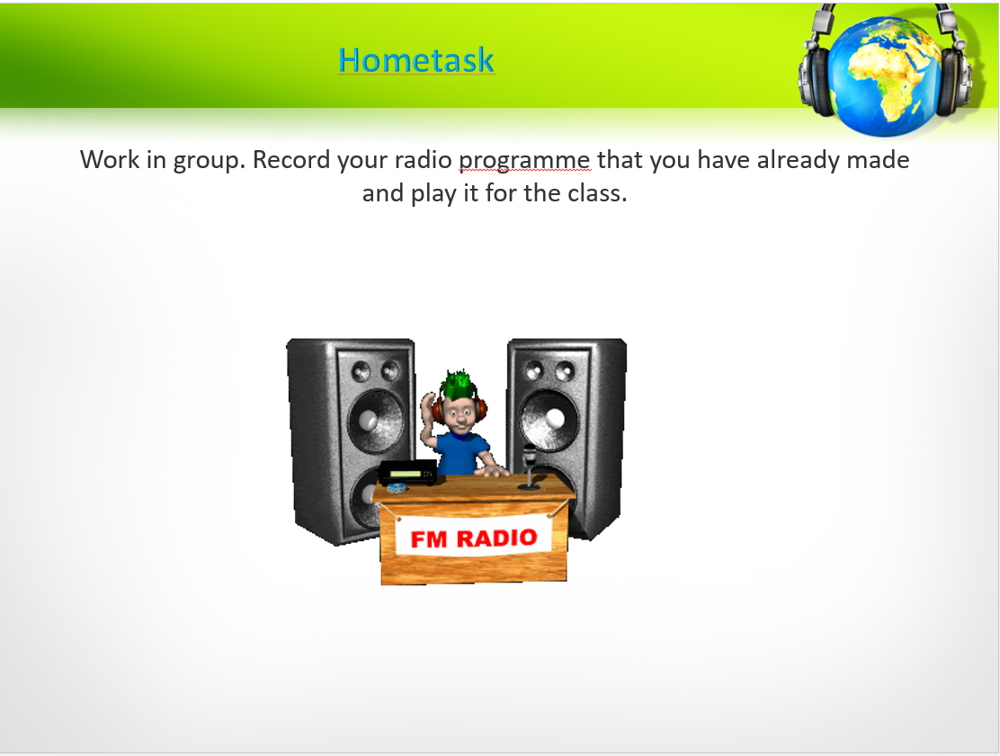 Hometask
Work in group. Record your radio programme that you have already made
and play it for the class.
FM RADIO